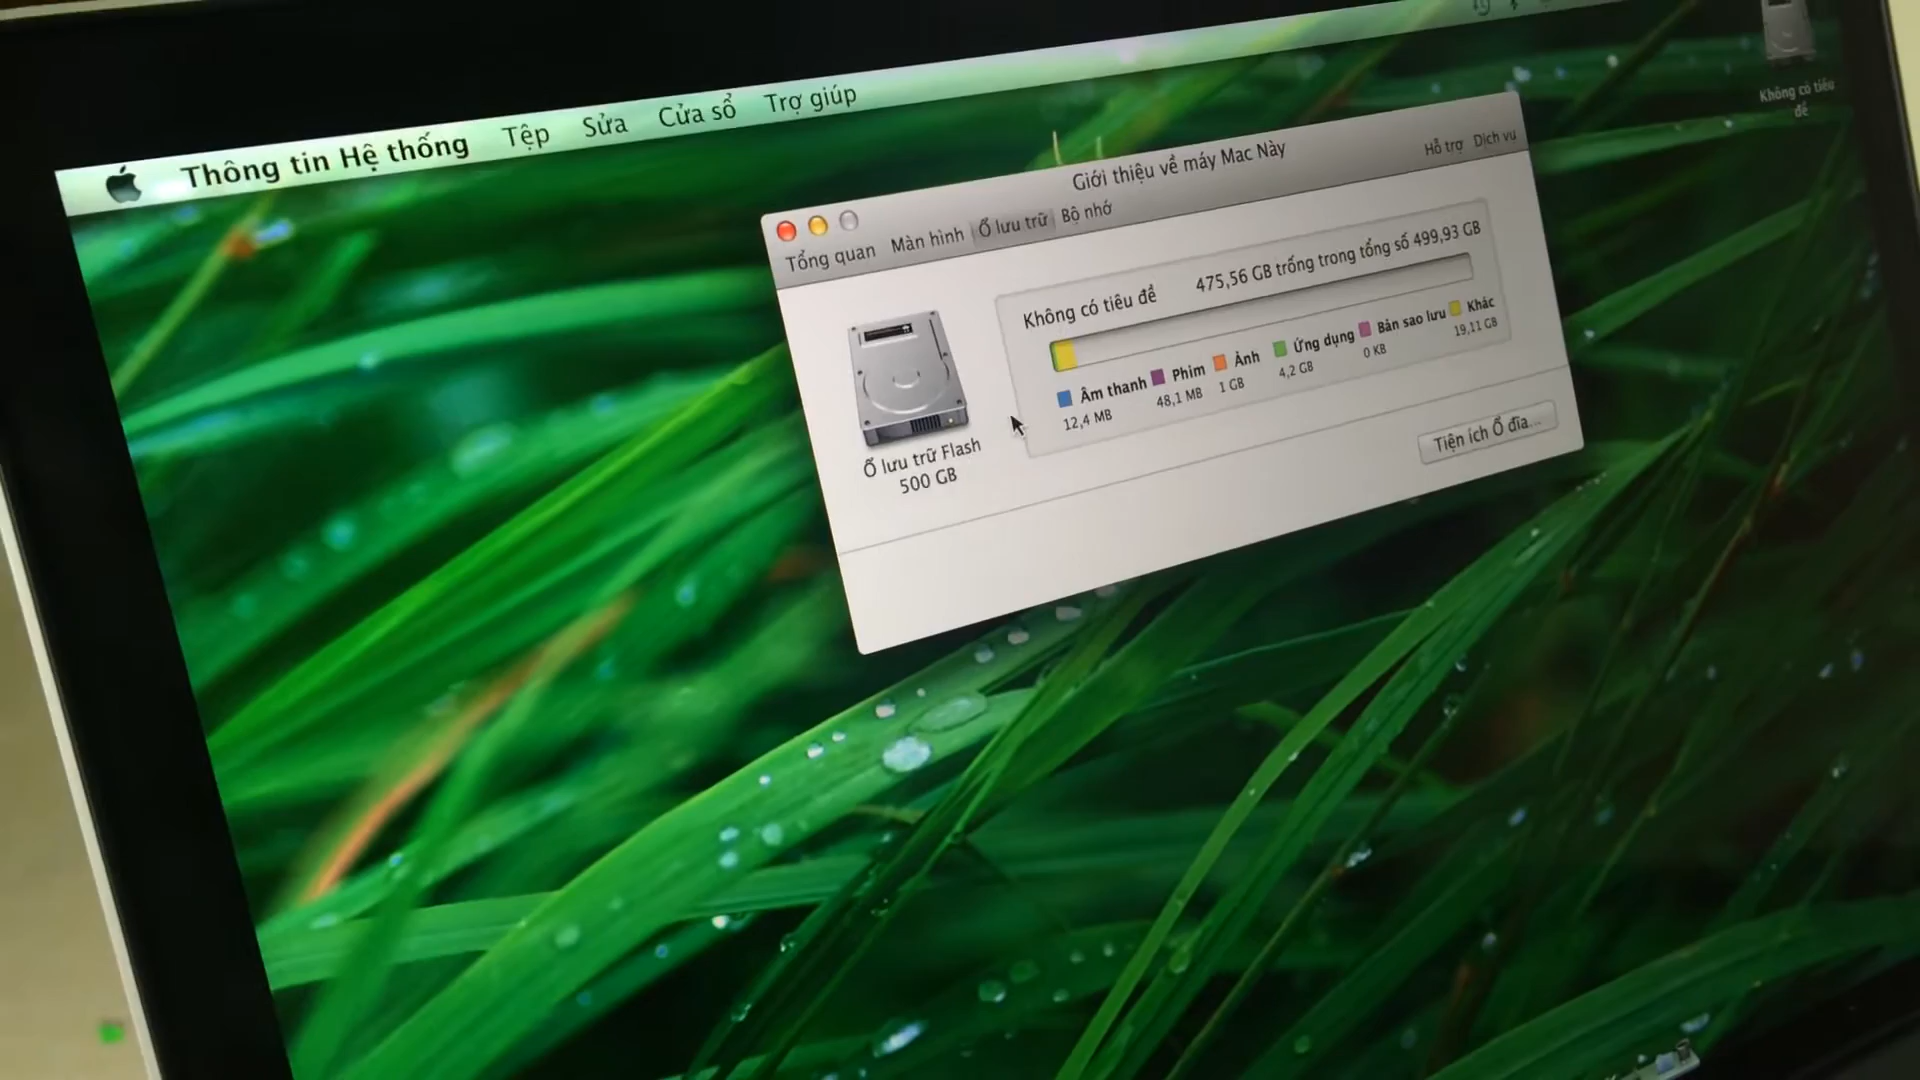 Thông tin Hệ thống Tệp Sửa Cửa sổ Trợ giúp
Không có tiêu
đề
Giới thiệu về máy Mac Này
Tổng quan Màn hình Ổ lưu trữ Bộ nhớ Hỗ trợ Dịch vụ
Ổ lưu trữ Flash
500 GB
Không có tiêu đề 475,56 GB trống trong tổng số 499,93 GB
Âm thanh Phim Ảnh Ứng dụng Bản sao lưu Khác
12,4 MB 48,1 MB 1 GB 4,2 GB 0 KB 19,11 GB
Tiện ích Ổ đĩa...